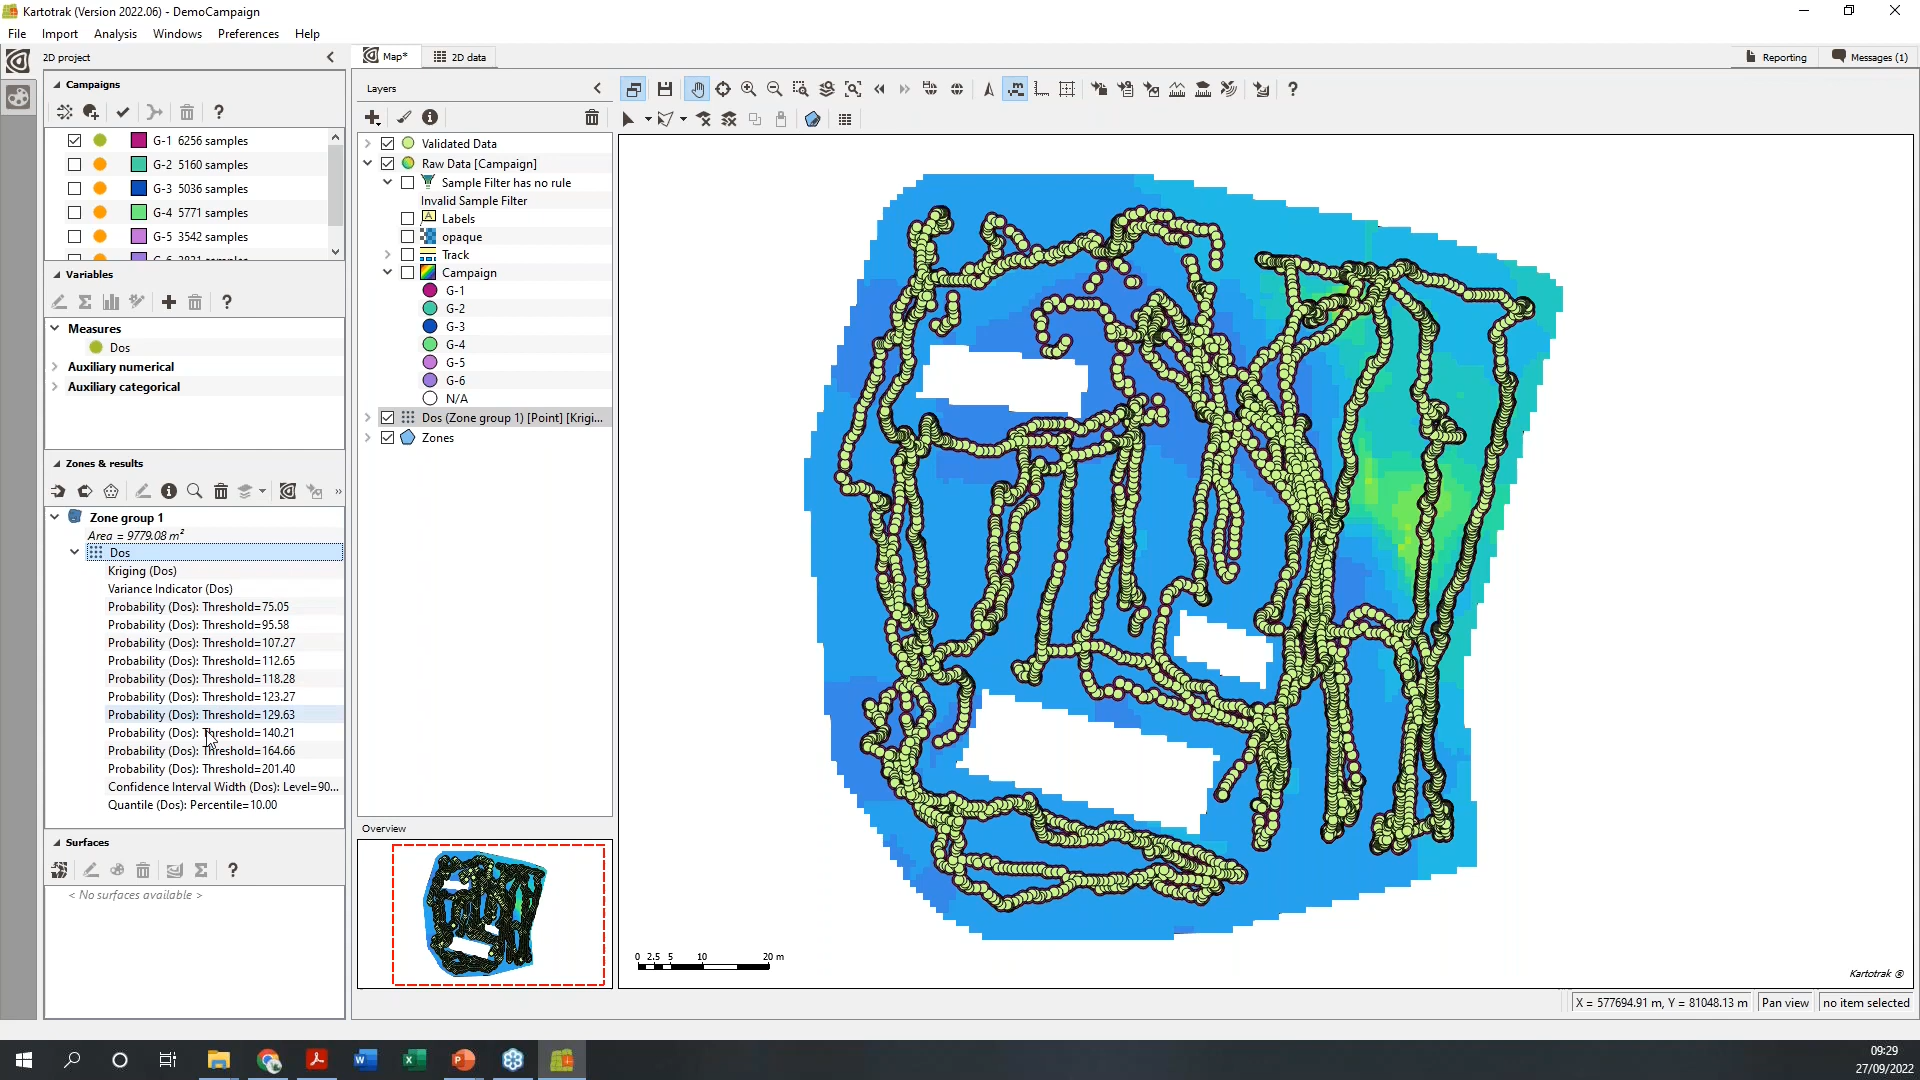 Kartotrak (Version 2022.06) - DemoCampaign
File Import Analysis Windows Preferences Help
2D project
Map*
2D data
Reporting
Messages (1)
Campaigns
G-1 6256 samples
G-2 5160 samples
G-3 5036 samples
G-4 5771 samples
G-5 3542 samples
Variables
Measures
Dos
Auxiliary numerical
Auxiliary categorical
Zones & results
Zone group 1
Area = 9779.08 m²
Dos
Kriging (Dos)
Variance Indicator (Dos)
Probability (Dos): Threshold=75.05
Probability (Dos): Threshold=95.58
Probability (Dos): Threshold=107.27
Probability (Dos): Threshold=112.65
Probability (Dos): Threshold=118.28
Probability (Dos): Threshold=123.27
Probability (Dos): Threshold=129.63
Probability (Dos): Threshold=140.21
Probability (Dos): Threshold=164.66
Probability (Dos): Threshold=201.40
Confidence Interval Width (Dos): Level=90...
Quantile (Dos): Percentile=10.00
Surfaces
< No surfaces available >
Layers
Validated Data
Raw Data [Campaign]
Sample Filter has no rule
Invalid Sample Filter
Labels
opaque
Track
Campaign
G-1
G-2
G-3
G-4
G-5
G-6
N/A
Dos (Zone group 1) [Point] [Krigi...
Zones
Overview
0 2.5 5 10 20 m
Kartotrak ®
X = 577694.91 m, Y = 81048.13 m
Pan view
no item selected
09:29
27/09/2022